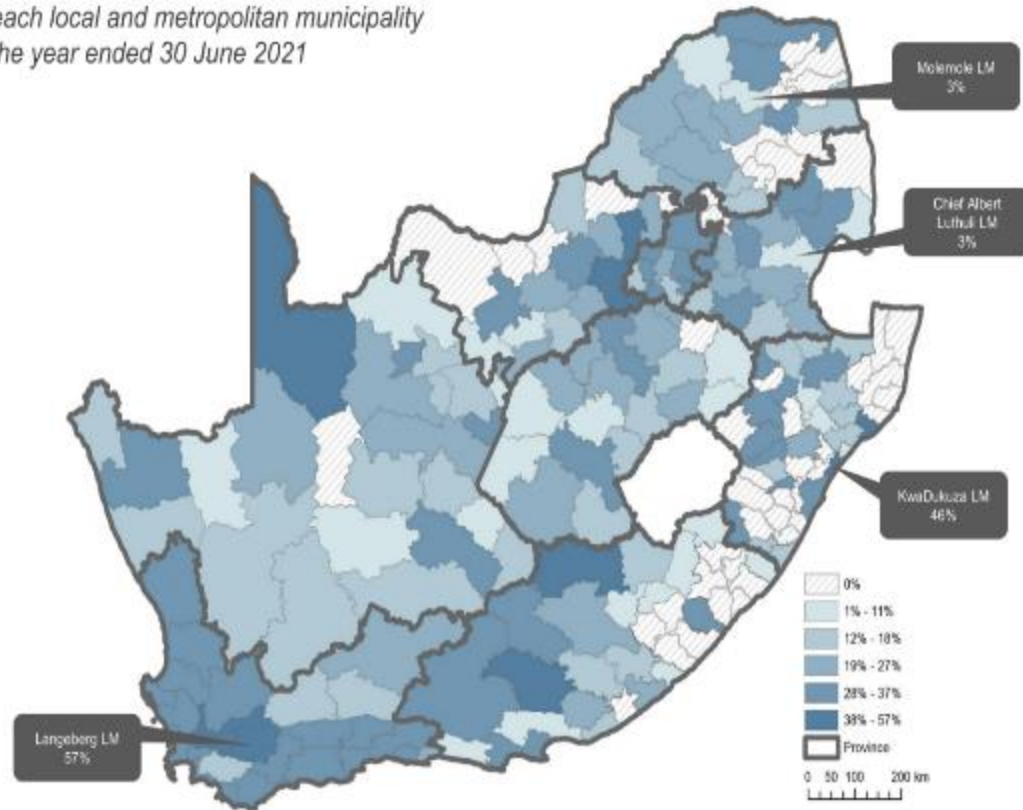 each local and metropolitan municipality
he year ended 30 June 2021
Molemole LM
3%
Chief Albert
Luthuli LM
3%
KwaDukuza LM
46%
0%
1% - 11%
12% - 18%
19% - 27%
28% - 37%
38% - 57%
Province
0 50 100 200 km
Langeberg LM
57%